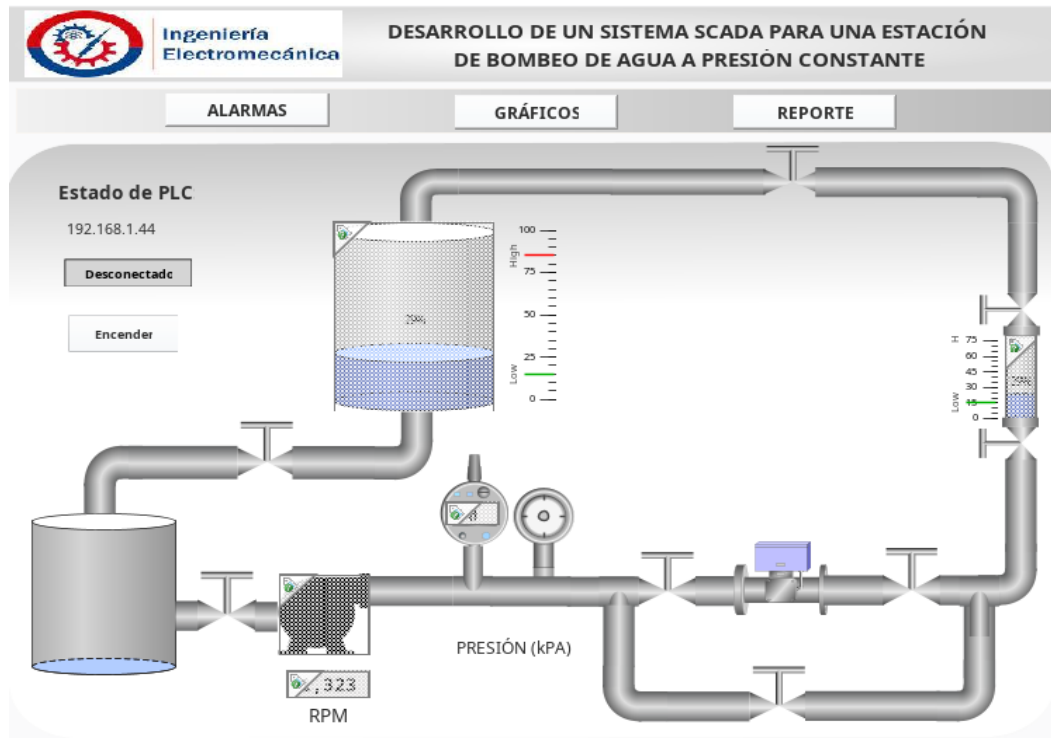 Ingeniería
Electromecánica
DESARROLLO DE UN SISTEMA SCADA PARA UNA ESTACIÓN
DE BOMBEO DE AGUA A PRESIÓN CONSTANTE
ALARMAS
GRÁFICOS
REPORTE
Estado de PLC
192.168.1.44
Desconectado
Encender
29%
High
Low
100
75
50
25
0
H
Low
75
60
45
30
15
0
29%
PRESIÓN (kPA)
,323
RPM